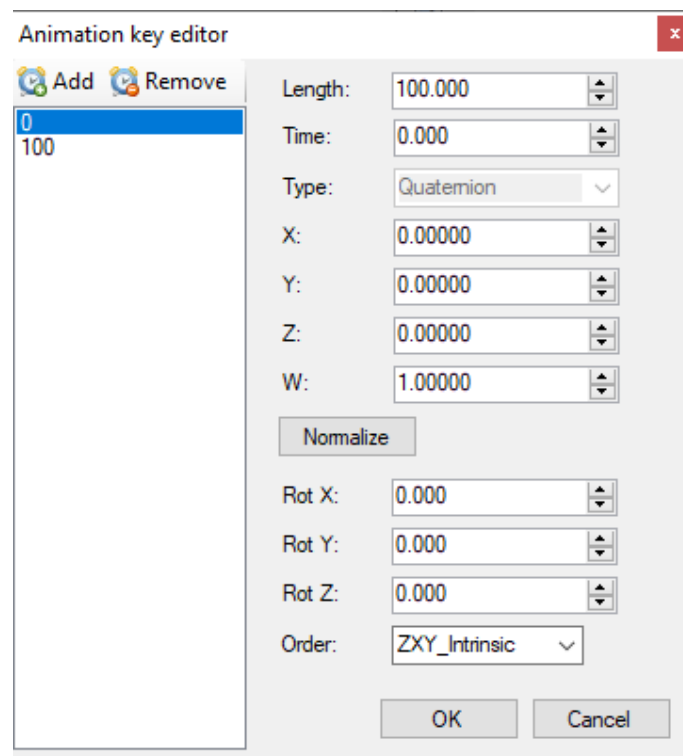 Animation key editor
x
Add Remove
0
100
Length: 100.000
Time: 0.000
Type: Quaternion
X: 0.00000
Y: 0.00000
Z: 0.00000
W: 1.00000
Normalize
Rot X: 0.000
Rot Y: 0.000
Rot Z: 0.000
Order: ZXY_Intrinsic
OK Cancel